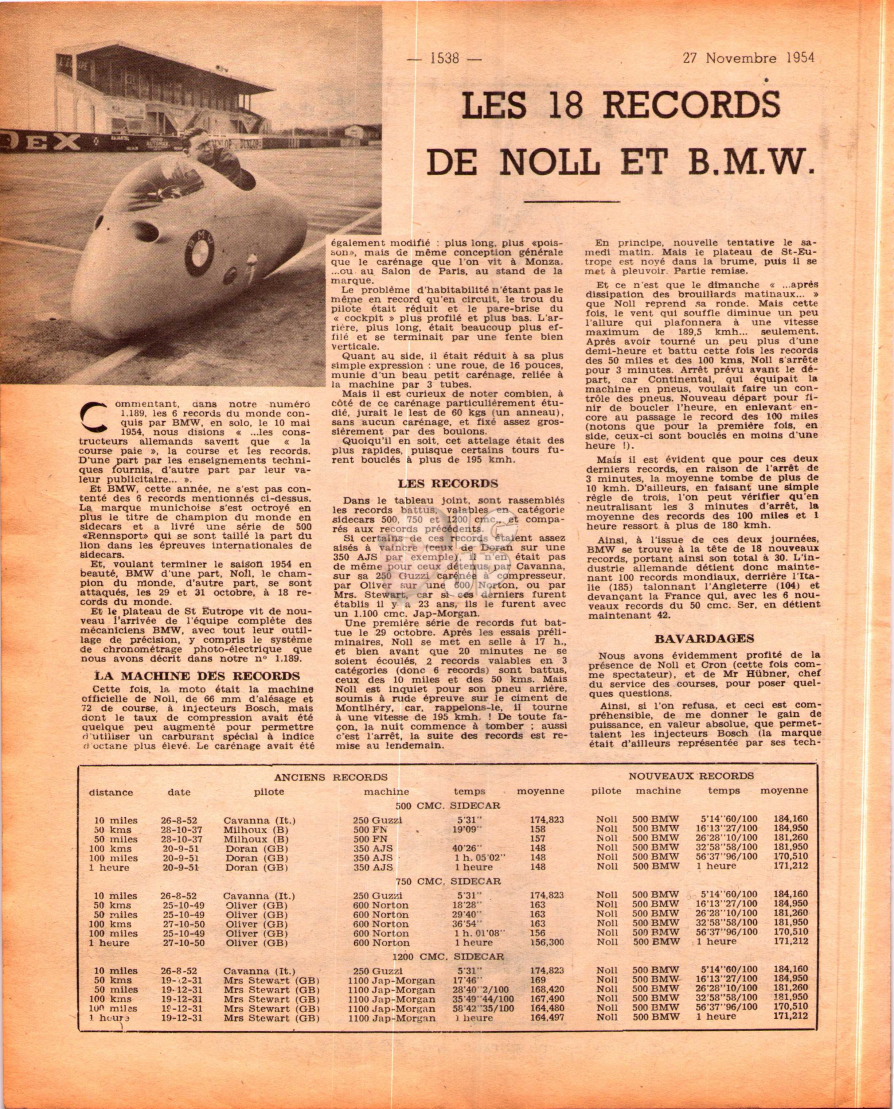 — 1538 —
27 Novembre 1954
LES 18 RECORDS
DE NOLL ET B.M.W.
DEX
BMW
Commentant, dans notre numéro
1.189, les 6 records du monde con-
quis par BMW, en solo, le 10 mai
1954, nous disions « ...les cons-
tructeurs allemands savent que « la
course paie », la course et les records.
D'une part par les enseignements techni-
ques fournis, d'autre part par leur va-
leur publicitaire... ».
Et BMW, cette année, ne s'est pas con-
tenté des 6 records mentionnés ci-dessus.
La marque munichoise s'est octroyé en
plus le titre de champion du monde en
sidecars et a livré une série de 500
«Rennsport» qui se sont taillé la part du
lion dans les épreuves internationales de
sidecars.
Et, voulant terminer la saison 1954 en
beauté, BMW d'une part, Noll, le cham-
pion du monde, d'autre part, se sont
attaqués, les 29 et 31 octobre, à 18 re-
cords du monde.
Et le plateau de St Eutrope vit de nou-
veau l'arrivée de l'équipe complète des
mécaniciens BMW, avec tout leur outil-
lage de précision, y compris le système
de chronométrage photo-électrique que
nous avons décrit dans notre n° 1.189.
LA MACHINE DES RECORDS
Cette fois, la moto était la machine
officielle de Noll, de 66 mm d'alésage et
72 de course, à injecteurs Bosch, mais
dont le taux de compression avait été
quelque peu augmenté pour permettre
d'utiliser un carburant spécial à indice
d'octane plus élevé. Le carénage avait été
également modifié : plus long, plus «pois-
son», mais de même conception générale
que le carénage que l'on vit à Monza.
...ou au Salon de Paris, au stand de la
marque.
Le problème d'habitabilité n'étant pas le
même en record qu'en circuit, le trou du
pilote était réduit et le pare-brise du
« cockpit » plus profilé et plus bas. L'ar-
rière, plus long, était beaucoup plus ef-
filé et se terminait par une fente bien
verticale.
Quant au side, il était réduit à sa plus
simple expression : une roue, de 16 pouces,
munie d'un beau petit carénage, reliée à
la machine par 3 tubes.
Mais il est curieux de noter combien, à
côté de ce carénage particulièrement étu-
dié, jurait le lest de 60 kgs (un anneau),
sans aucun carénage, et fixé assez gros-
sièrement par des boulons.
Quoiqu'il en soit, cet attelage était des
plus rapides, puisque certains tours fu-
rent bouclés à plus de 195 kmh.
LES RECORDS
Dans le tableau joint, sont rassemblés
les records battus, valables en catégorie
sidecars 500, 750 et 1200 cmc, et compa-
rés aux records précédents.
Si certains de ces records étaient assez
aisés à vaincre (ceux de Doran sur une
350 AJS par exemple), il n'en était pas
de même pour ceux détenus par Cavanna,
sur sa 250 Guzzi carénée à compresseur,
par Oliver sur une 600 Norton, ou par
Mrs. Stewart car si ces derniers furent
établis il y a 23 ans, ils le furent avec
un 1.100 cmc. Jap-Morgan.
Une première série de records fut bat-
tue le 29 octobre. Après les essais préli-
minaires, Noll se met en selle à 17 h.,
et bien avant que 20 minutes ne se
soient écoulés, 2 records valables en 3
catégories (donc 6 records) sont battus,
ceux des 10 miles et des 50 kms. Mais
Noll est inquiet pour son pneu arrière,
soumis à rude épreuve sur le ciment de
Montlhéry, car, rappelons-le, il tourne
à une vitesse de 195 kmh. ! De toute fa-
çon, la nuit commence à tomber ; aussi
c'est l'arrêt, la suite des records est re-
mise au lendemain.
En principe, nouvelle tentative le sa-
medi matin. Mais le plateau de St-Eu-
trope est noyé dans la brume, puis il se
met à pleuvoir. Partie remise.
Et ce n'est que le dimanche « ...après
dissipation des brouillards matinaux... »
que Noll reprend sa ronde. Mais cette
fois, le vent qui souffle diminue un peu
l'allure qui plafonnera à une vitesse
maximum de 189,5 kmh... seulement.
Après avoir tourné un peu plus d'une
demi-heure et battu cette fois les records
des 50 miles et des 100 kms, Noll s'arrête
pour 3 minutes. Arrêt prévu avant le dé-
part, car Continental, qui équipait la
machine en pneus, voulait faire un con-
trôle des pneus. Nouveau départ pour fi-
nir de boucler l'heure, en enlevant en-
core au passage le record des 100 miles
(notons que pour la première fois, en
side, ceux-ci sont bouclés en moins d'une
heure !).
Mais il est évident que pour ces deux
derniers records, en raison de l'arrêt de
3 minutes, la moyenne tombe de plus de
10 kmh. D'ailleurs, en faisant une simple
règle de trois, l'on peut vérifier qu'en
neutralisant les 3 minutes d'arrêt, la
moyenne des records des 100 miles et 1
heure ressort à plus de 180 kmh.
Ainsi, à l'issue de ces deux journées,
BMW se trouve à la tête de 18 nouveaux
records, portant ainsi son total à 30. L'in-
dustrie allemande détient donc mainte-
nant 100 records mondiaux, derrière l'Ita-
lie (185) talonnant l'Angleterre (104) et
devançant la France qui, avec les 6 nou-
veaux records du 50 cmc. Ser, en détient
maintenant 42.
BAVARDAGES
Nous avons évidemment profité de la
présence de Noll et Cron (cette fois com-
me spectateur), et de Mr Hübner, chef
du service des courses, pour poser quel-
ques questions.
Ainsi, si l'on refusa, et ceci est com-
préhensible, de me donner le gain de
puissance, en valeur absolue, que permet-
taient les injecteurs Bosch (la marque
était d'ailleurs représentée par ses tech-
ANCIENS RECORDS NOUVEAUX RECORDS
distance date pilote machine temps moyenne pilote machine temps moyenne
500 CMC. SIDECAR
10 miles 26-8-52 Cavanna (It.) 250 Guzzi 5'31" 174,823 Noll 500 BMW 5'14"60/100 184,160
50 kms 28-10-37 Milhoux (B) 500 FN 19'09" 158 Noll 500 BMW 16'13"27/100 184,950
50 miles 28-10-37 Milhoux (B) 500 FN 157 Noll 500 BMW 26'28"10/100 181,260
100 kms 20-9-51 Doran (GB) 350 AJS 40'26" 148 Noll 500 BMW 32'58"58/100 181,950
100 miles 20-9-51 Doran (GB) 350 AJS 1 h. 05'02" 148 Noll 500 BMW 56'37"96/100 170,510
1 heure 20-9-51 Doran (GB) 350 AJS 1 heure 148 Noll 500 BMW 1 heure 171,212
750 CMC. SIDECAR
10 miles 26-8-52 Cavanna (It.) 250 Guzzi 5'31" 174,823 Noll 500 BMW 5'14"60/100 184,160
50 kms 25-10-49 Oliver (GB) 600 Norton 18'28" 163 Noll 500 BMW 16'13"27/100 184,950
50 miles 25-10-49 Oliver (GB) 600 Norton 29'40" 163 Noll 500 BMW 26'28"10/100 181,260
100 kms 27-10-50 Oliver (GB) 600 Norton 36'54" 163 Noll 500 BMW 32'58"58/100 181,950
100 miles 25-10-49 Oliver (GB) 600 Norton 1 h. 01'08" 156 Noll 500 BMW 56'37"96/100 170,510
1 heure 27-10-50 Oliver (GB) 600 Norton 1 heure 156,300 Noll 500 BMW 1 heure 171,212
1200 CMC. SIDECAR
10 miles 26-8-52 Cavanna (It.) 250 Guzzi 5'31" 174,823 Noll 500 BMW 5'14"60/100 184,160
50 kms 19-12-31 Mrs Stewart (GB) 1100 Jap-Morgan 17'46" 169 Noll 500 BMW 16'13"27/100 184,950
50 miles 19-12-31 Mrs Stewart (GB) 1100 Jap-Morgan 28'40"2/100 168,420 Noll 500 BMW 26'28"10/100 181,260
100 kms 19-12-31 Mrs Stewart (GB) 1100 Jap-Morgan 35'49"44/100 167,490 Noll 500 BMW 32'58"58/100 181,950
100 miles 19-12-31 Mrs Stewart (GB) 1100 Jap-Morgan 58'42"35/100 164,480 Noll 500 BMW 56'37"96/100 170,510
1 heure 19-12-31 Mrs Stewart (GB) 1100 Jap-Morgan 1 heure 164,497 Noll 500 BMW 1 heure 171,212